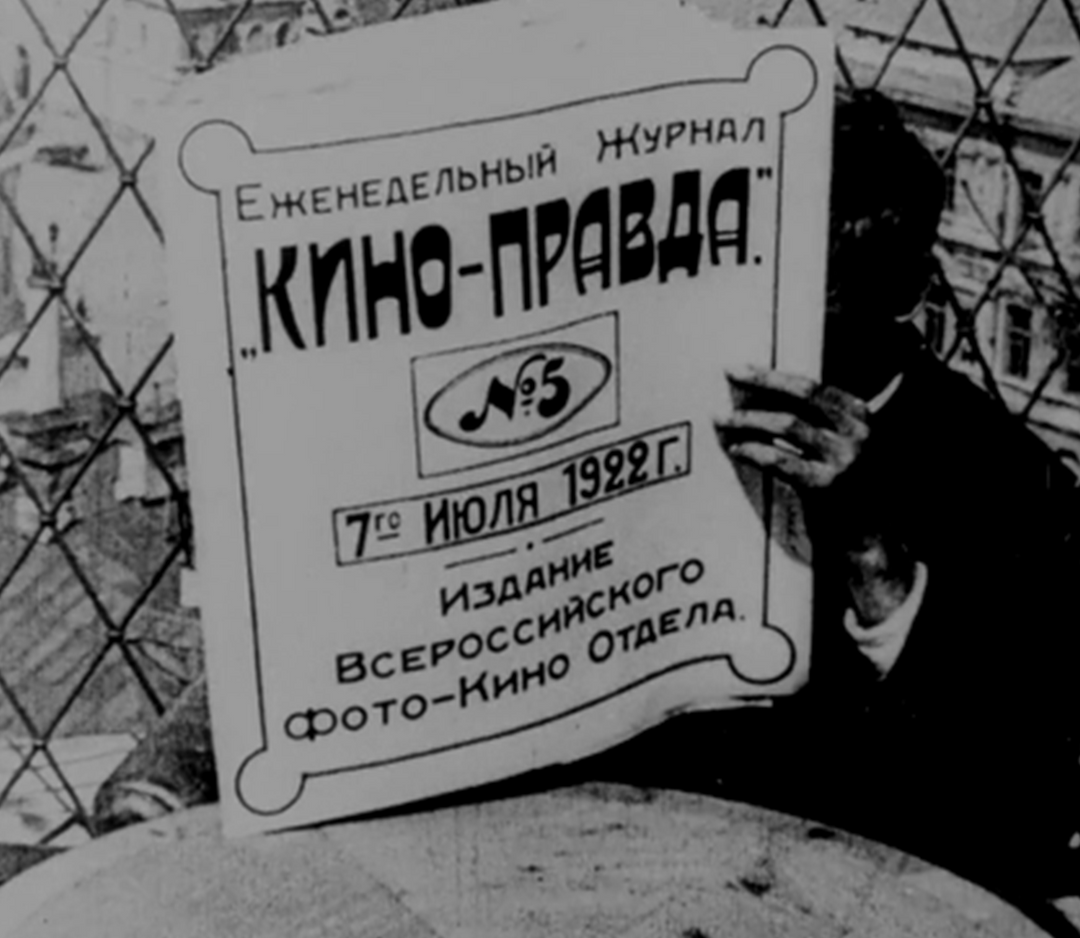 Еженедельный Журнал
„КИНО-ПРАВДА."
№5
7го Июля 1922 г.
Издание
Всероссийского
Фото-Кино Отдела.